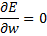 ∂E/∂w = 0